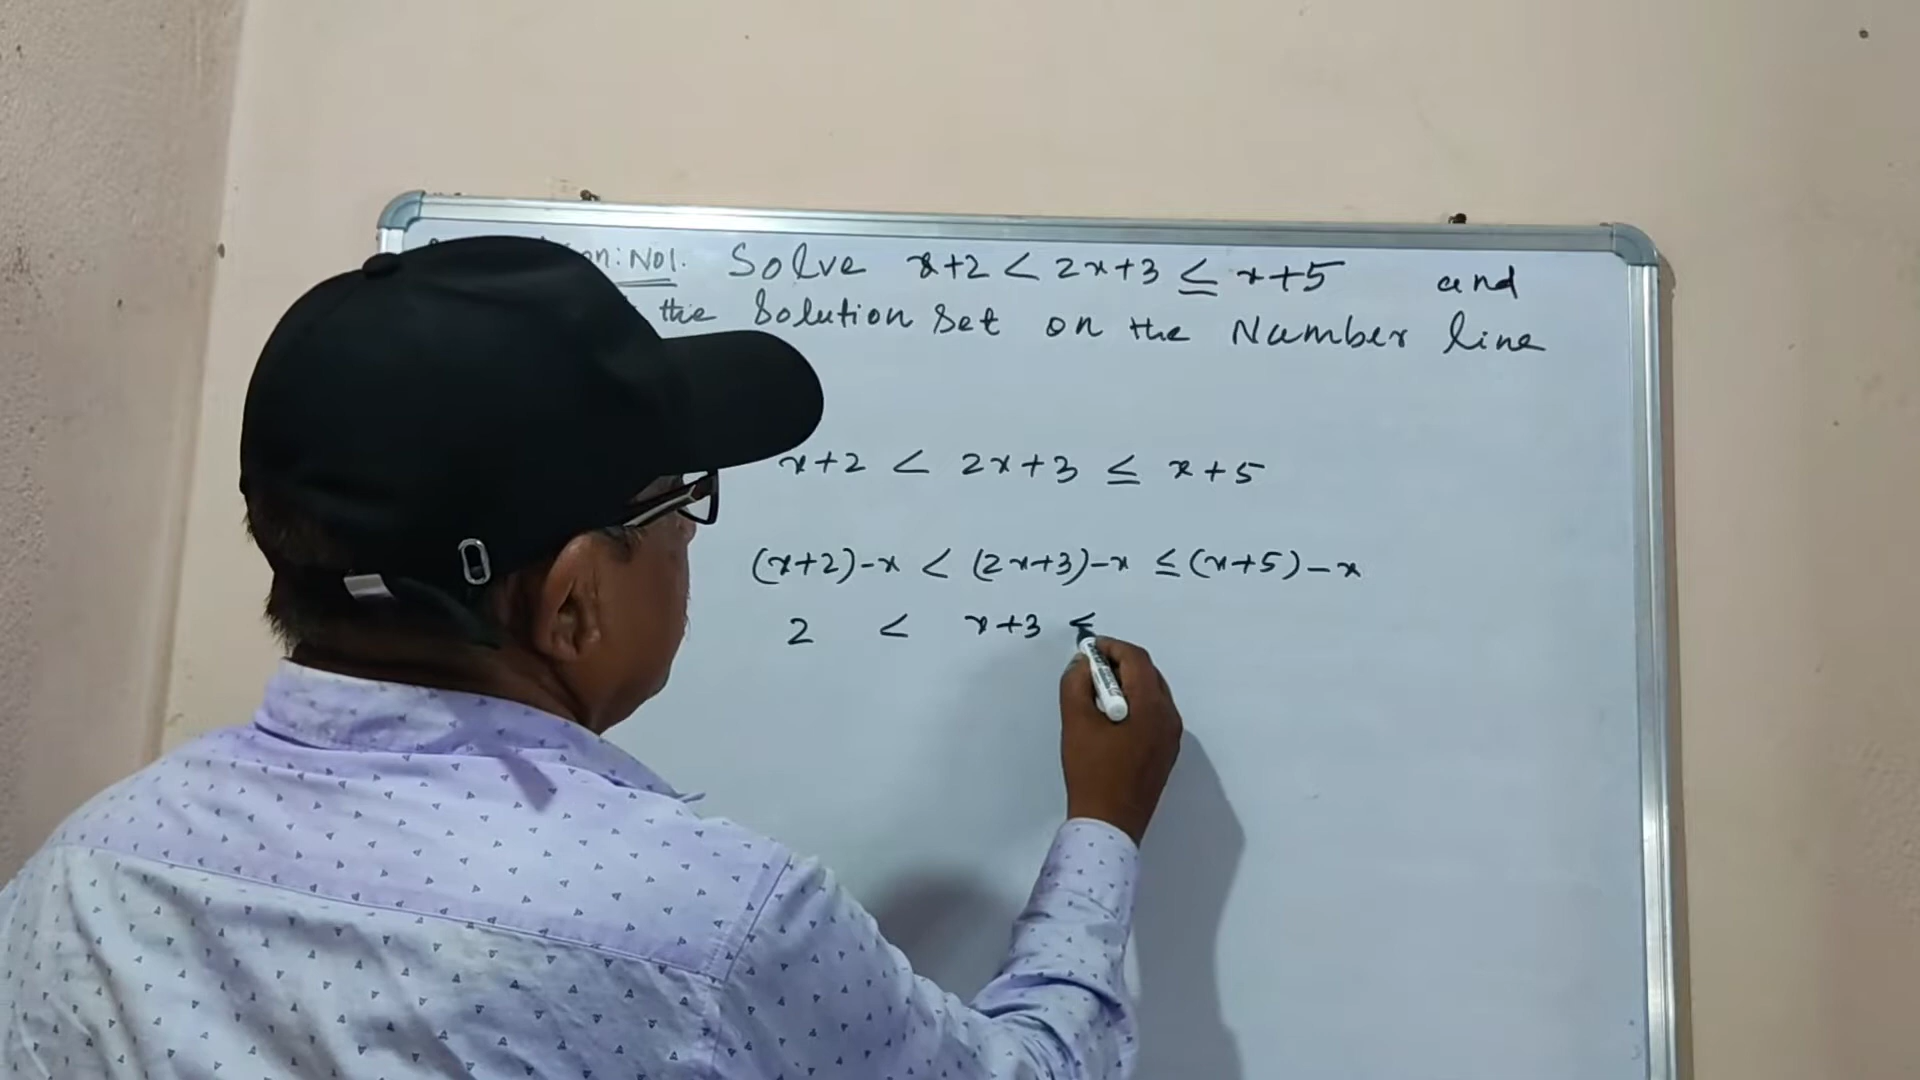 No1. Solve x+2 < 2x+3 ≤ x+5 and
the Solution Set on the Number line
x+2 < 2x+3 ≤ x+5
(x+2)-x < (2x+3)-x ≤ (x+5)-x
2 < x+3 ≤